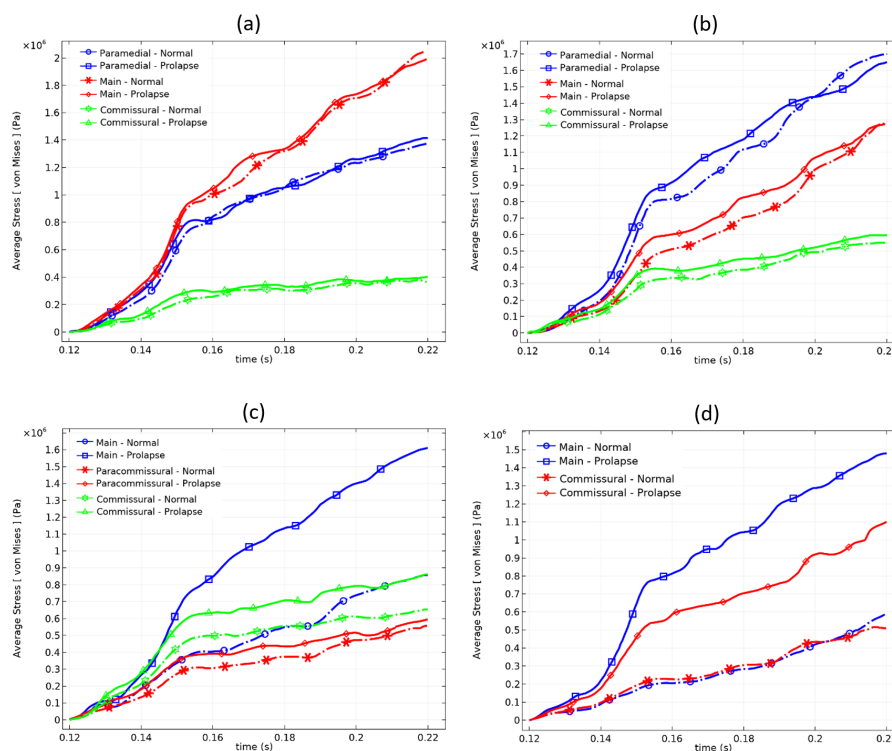 (a)
×10⁶
Average Stress [ von Mises ] (Pa)
2
1.8
1.6
1.4
1.2
1
0.8
0.6
0.4
0.2
0
Paramedial - Normal
Paramedial - Prolapse
Main - Normal
Main - Prolapse
Commissural - Normal
Commissural - Prolapse
0.12 0.14 0.16 0.18 0.2 0.22
time (s)
(b)
×10⁶
Average Stress [ von Mises ] (Pa)
1.7
1.6
1.5
1.4
1.3
1.2
1.1
1
0.9
0.8
0.7
0.6
0.5
0.4
0.3
0.2
0.1
0
Paramedial - Normal
Paramedial - Prolapse
Main - Normal
Main - Prolapse
Commissural - Normal
Commissural - Prolapse
0.12 0.14 0.16 0.18 0.2 0.22
time (s)
(c)
×10⁶
Average Stress [ von Mises ] (Pa)
1.6
1.5
1.4
1.3
1.2
1.1
1
0.9
0.8
0.7
0.6
0.5
0.4
0.3
0.2
0.1
0
Main - Normal
Main - Prolapse
Paracommissural - Normal
Paracommissural - Prolapse
Commissural - Normal
Commissural - Prolapse
0.12 0.14 0.16 0.18 0.2 0.22
time (s)
(d)
×10⁶
Average Stress [ von Mises ] (Pa)
1.5
1.4
1.3
1.2
1.1
1
0.9
0.8
0.7
0.6
0.5
0.4
0.3
0.2
0.1
0
Main - Normal
Main - Prolapse
Commissural - Normal
Commissural - Prolapse
0.12 0.14 0.16 0.18 0.2 0.2
time (s)